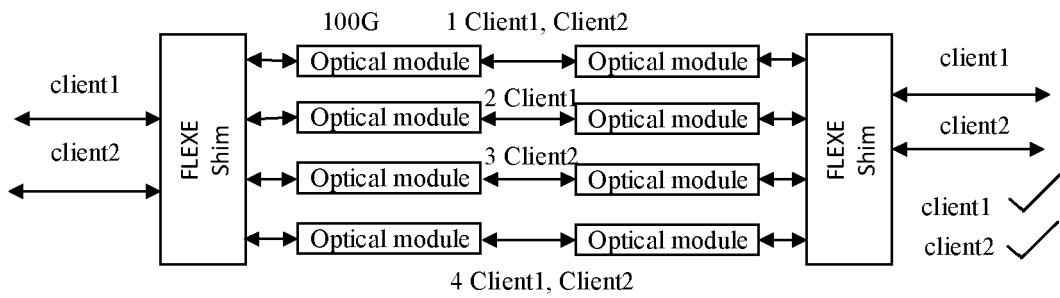 100G 1 Client1, Client2
Optical module Optical module
client1 client1
2 Client1
Optical module Optical module
client2 client2
FLEXE Shim FLEXE Shim
3 Client2
Optical module Optical module
client1
Optical module Optical module
client2
4 Client1, Client2